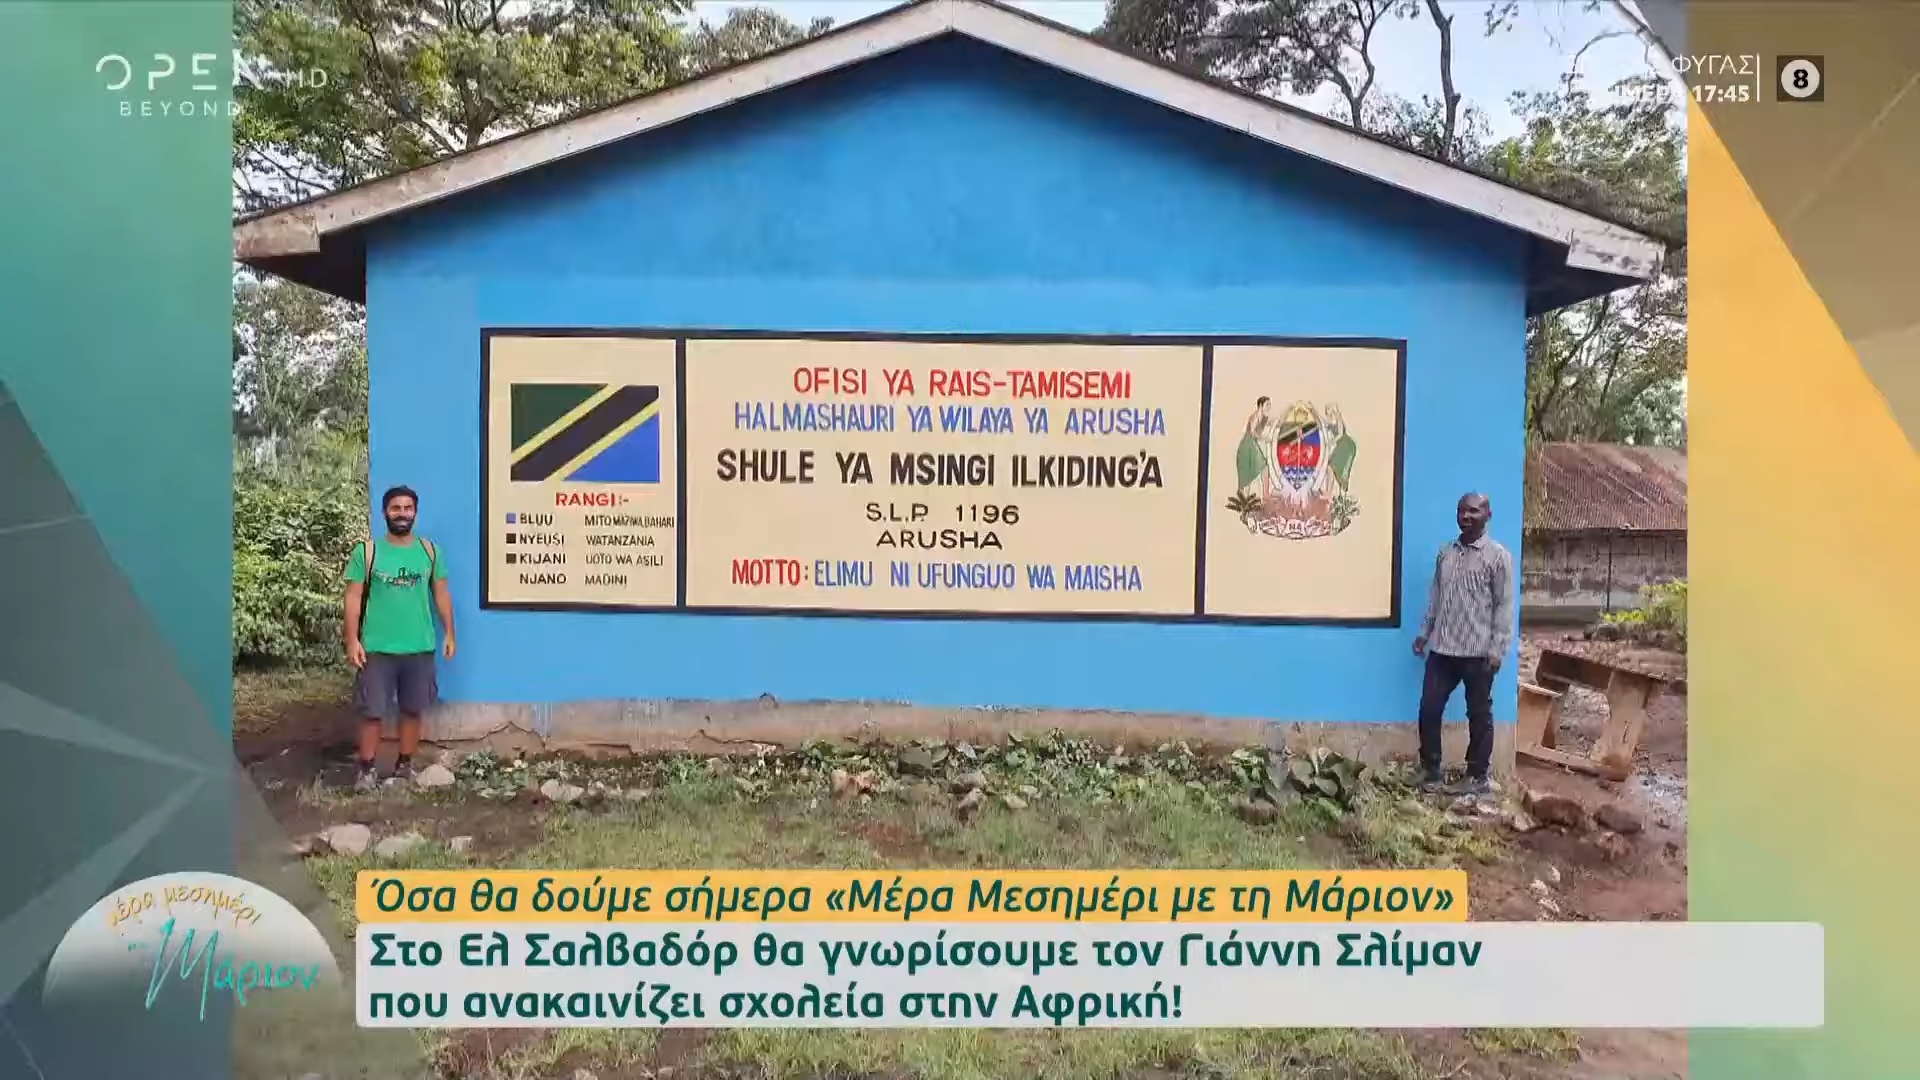 OPEN HD
BEYOND
ΦΥΓΑΣ
17:45
8
OFISI YA RAIS-TAMISEMI
HALMASHAURI YA WILAYA YA ARUSHA
SHULE YA MSINGI ILKIDING'A
S.L.P. 1196
ARUSHA
MOTTO: ELIMU NI UFUNGUO WA MAISHA
RANGI:-
BLUU MITO MAZIWA, BAHARI
NYEUSI WATANZANIA
KIJANI UOTO WA ASILI
NJANO MADINI
μέρα μεσημέρι
Μάριον
Όσα θα δούμε σήμερα «Μέρα Μεσημέρι με τη Μάριον»
Στο Ελ Σαλβαδόρ θα γνωρίσουμε τον Γιάννη Σλίμαν
που ανακαινίζει σχολεία στην Αφρική!